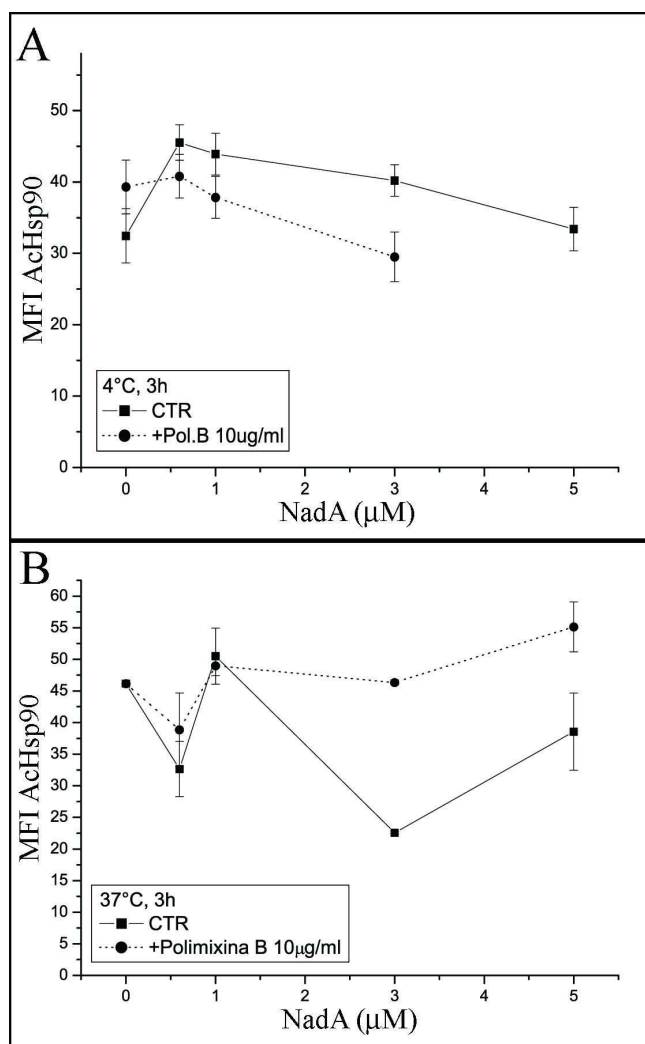 A
50
40
30
20
10
0
MFI AcHsp90
4°C, 3h
CTR
+Pol.B 10ug/ml
0 1 2 3 4 5
NadA (μM)
B
60
55
50
45
40
35
30
25
20
15
10
5
0
MFI AcHsp90
37°C, 3h
CTR
+Polimixina B 10μg/ml
0 1 2 3 4 5
NadA (μM)